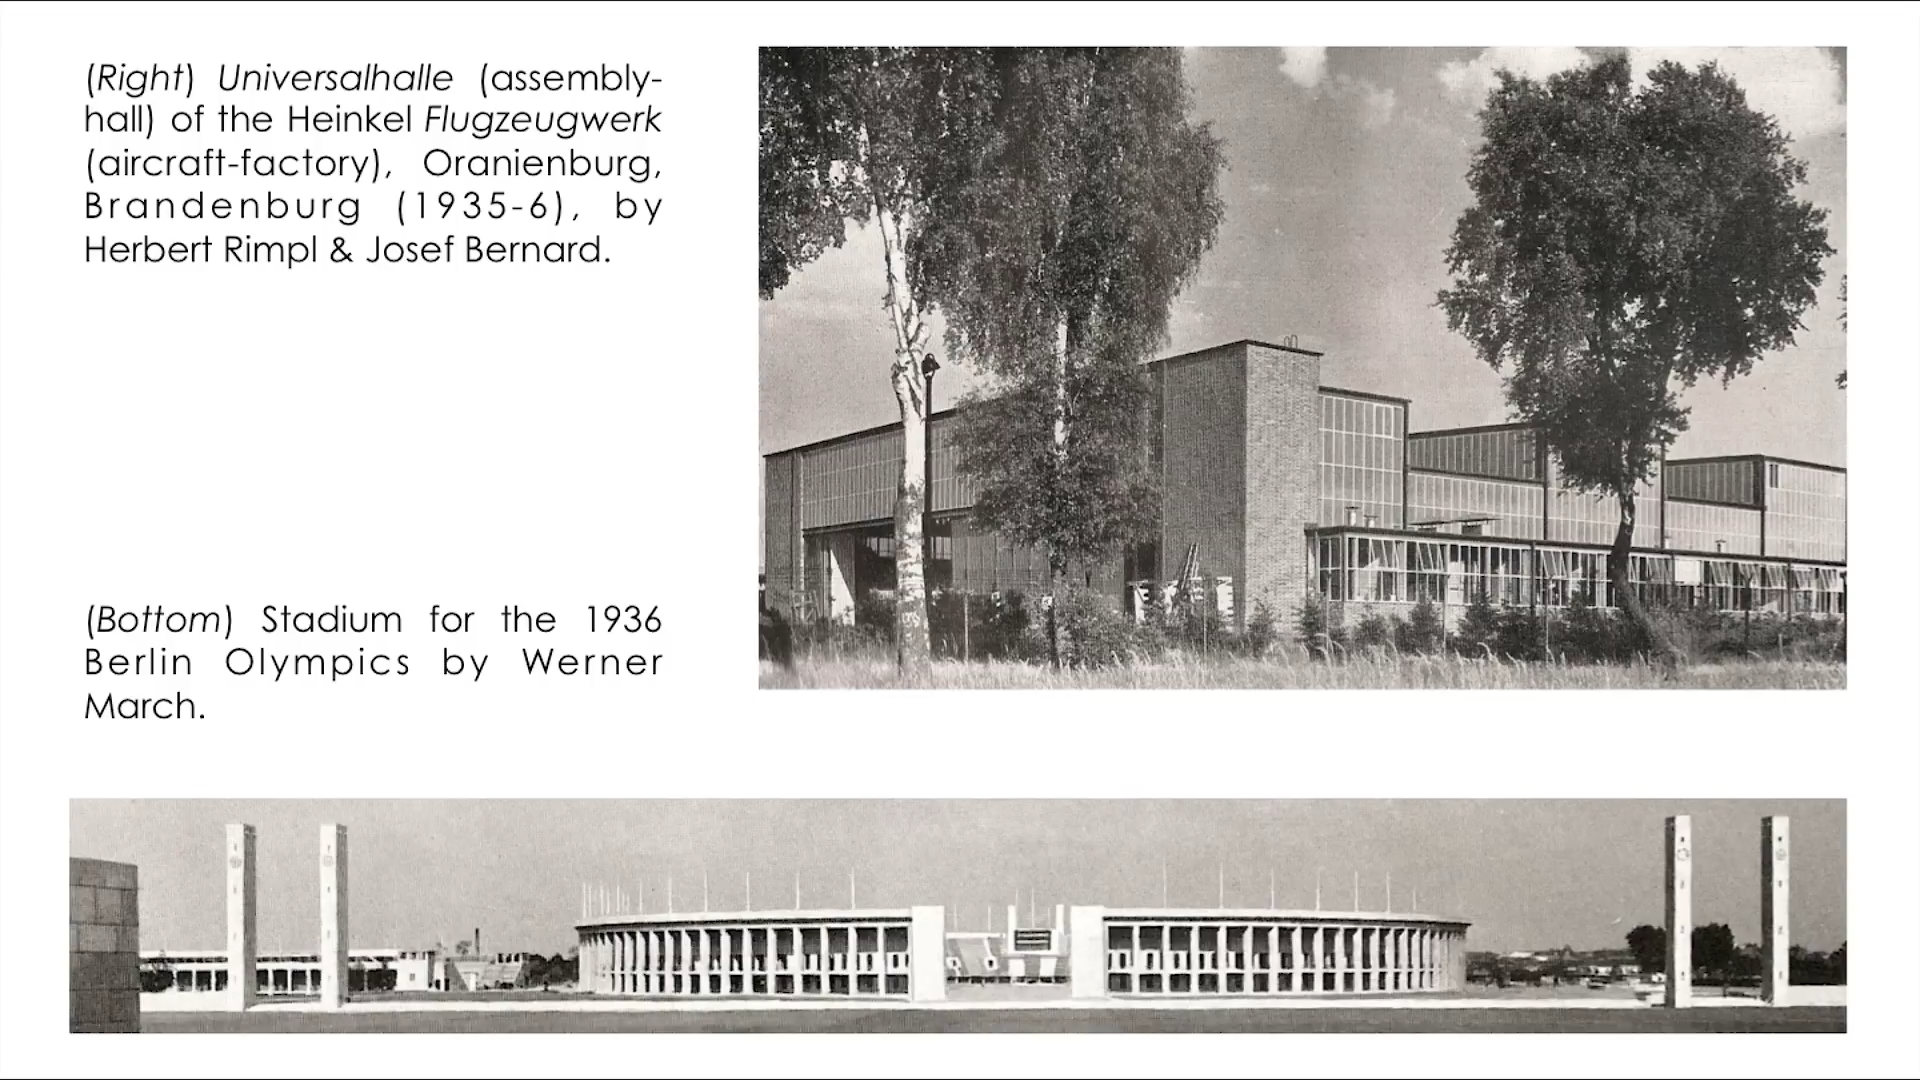 (Right) Universalhalle (assembly-
hall) of the Heinkel Flugzeugwerk
(aircraft-factory), Oranienburg,
Brandenburg (1935-6), by
Herbert Rimpl & Josef Bernard.
(Bottom) Stadium for the 1936
Berlin Olympics by Werner
March.